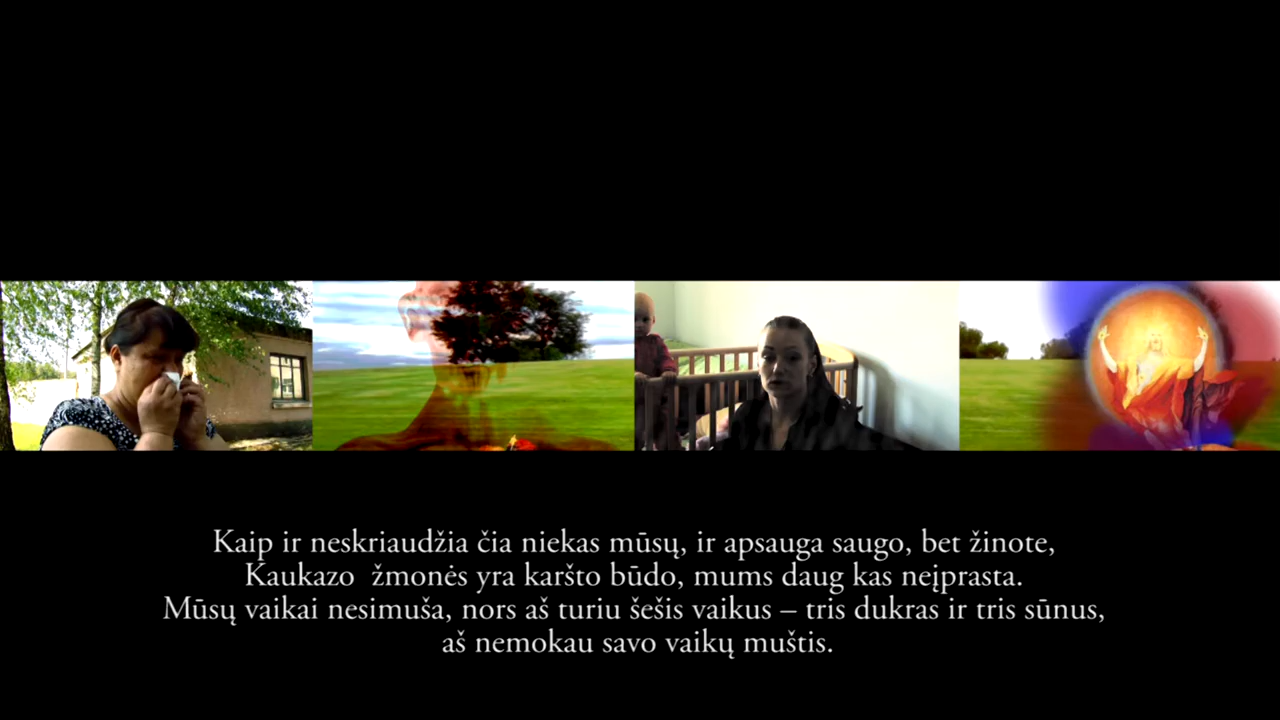 Kaip ir neskriaudžia čia niekas mūsų, ir apsauga saugo, bet žinote,
Kaukazo žmonės yra karšto būdo, mums daug kas neįprasta.
Mūsų vaikai nesimuša, nors aš turiu šešis vaikus – tris dukras ir tris sūnus,
aš nemokau savo vaikų muštis.